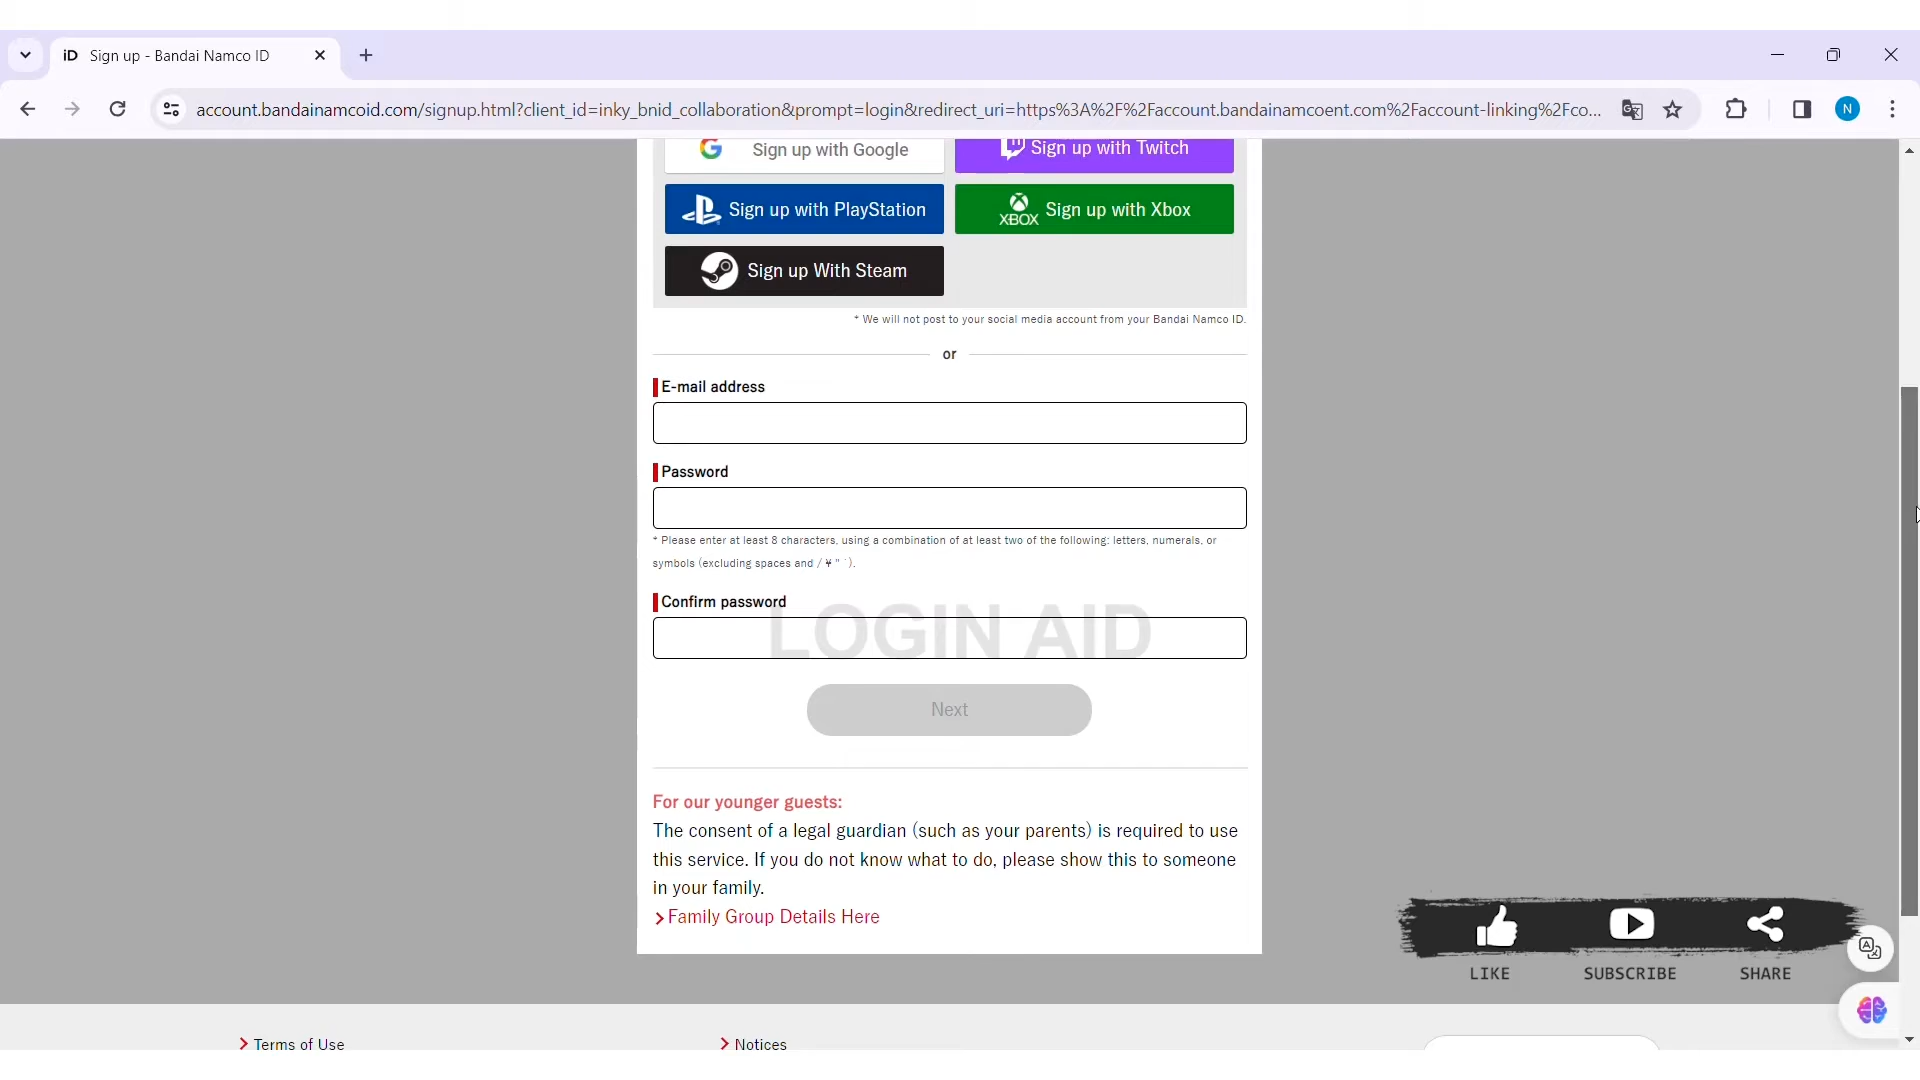 iD Sign up - Bandai Namco ID
account.bandainamcoid.com/signup.html?client_id=inky_bnid_collaboration&prompt=login&redirect_uri=https%3A%2F%2Faccount.bandainamcoent.com%2Faccount-linking%2Fco...
N
Sign up with Google
Sign up with Twitch
Sign up with PlayStation
XBOX Sign up with Xbox
Sign up With Steam
* We will not post to your social media account from your Bandai Namco ID.
or
E-mail address
Password
* Please enter at least 8 characters, using a combination of at least two of the following: letters, numerals, or
symbols (excluding spaces and / ¥ " ` ).
Confirm password
LOGIN AID
Next
For our younger guests:
The consent of a legal guardian (such as your parents) is required to use
this service. If you do not know what to do, please show this to someone
in your family.
Family Group Details Here
LIKE SUBSCRIBE SHARE
Terms of Use
Notices